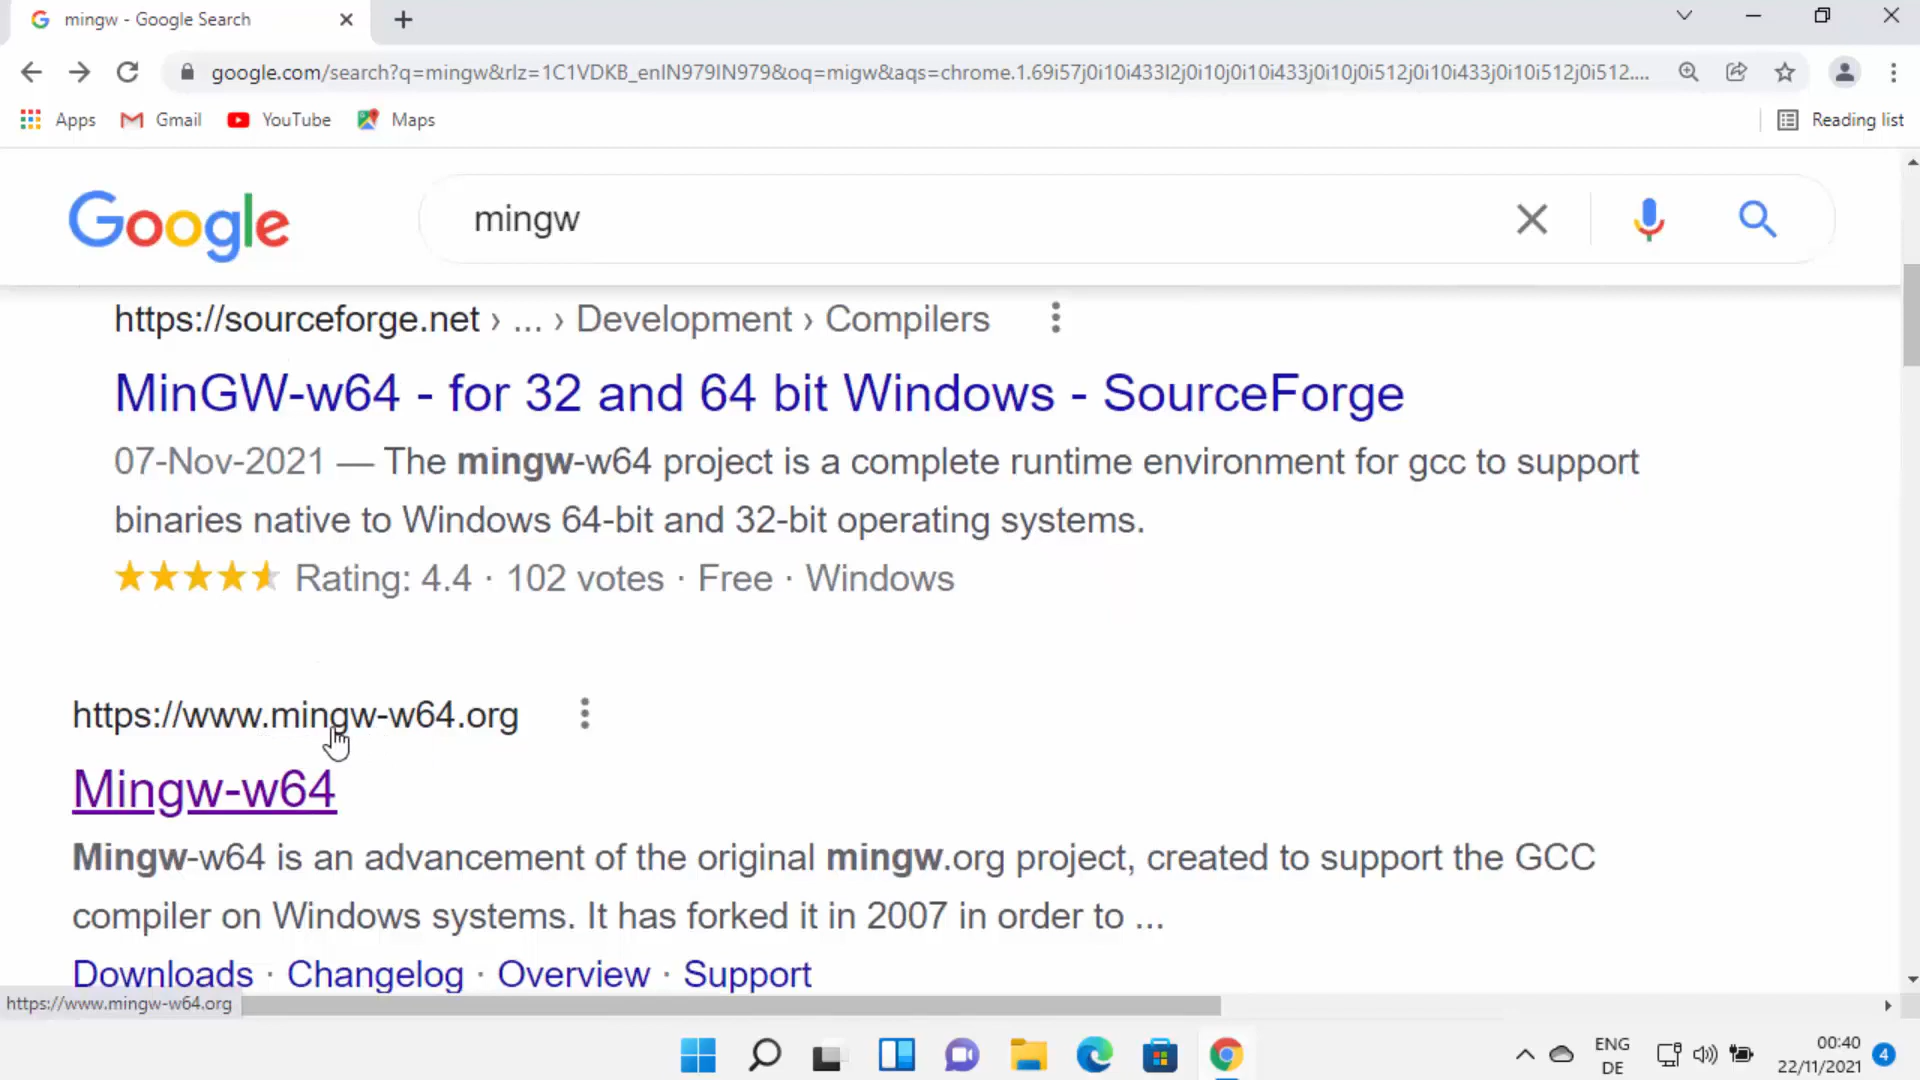 mingw - Google Search
google.com/search?q=mingw&rlz=1C1VDKB_enIN979IN979&oq=migw&aqs=chrome.1.69i57j0i10i433l2j0i10j0i10i433j0i10j0i512j0i10i433j0i10i512j0i512....
Apps Gmail YouTube Maps Reading list
Google mingw
https://sourceforge.net › ... › Development › Compilers
MinGW-w64 - for 32 and 64 bit Windows - SourceForge
07-Nov-2021 — The mingw-w64 project is a complete runtime environment for gcc to support
binaries native to Windows 64-bit and 32-bit operating systems.
Rating: 4.4 · 102 votes · Free · Windows
https://www.mingw-w64.org
Mingw-w64
Mingw-w64 is an advancement of the original mingw.org project, created to support the GCC
compiler on Windows systems. It has forked it in 2007 in order to ...
Downloads · Changelog · Overview · Support
https://www.mingw-w64.org
ENG 00:40
DE 22/11/2021 4